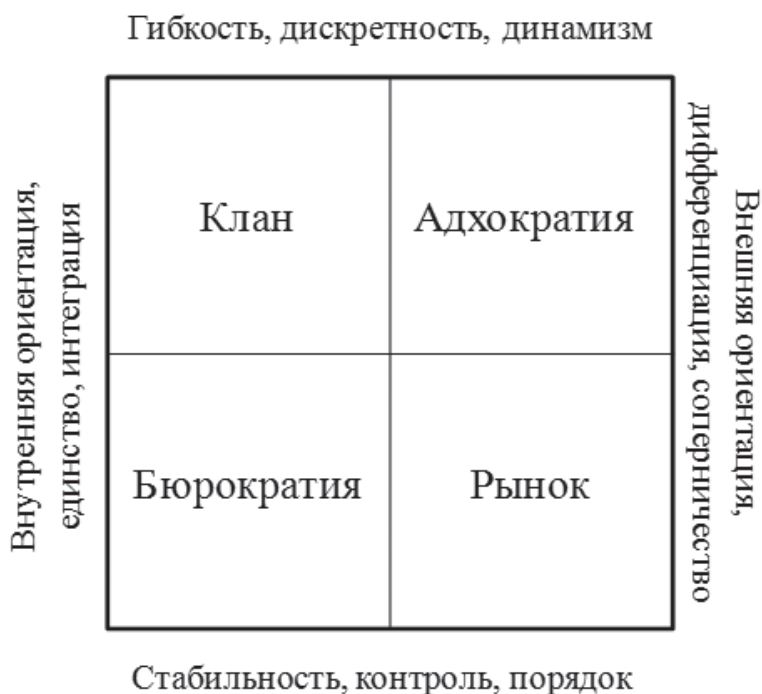 Гибкость, дискретность, динамизм
Внутренняя ориентация,
единство, интеграция
Клан
Адхократия
Внешняя ориентация,
дифференциация, соперничество
Бюрократия
Рынок
Стабильность, контроль, порядок